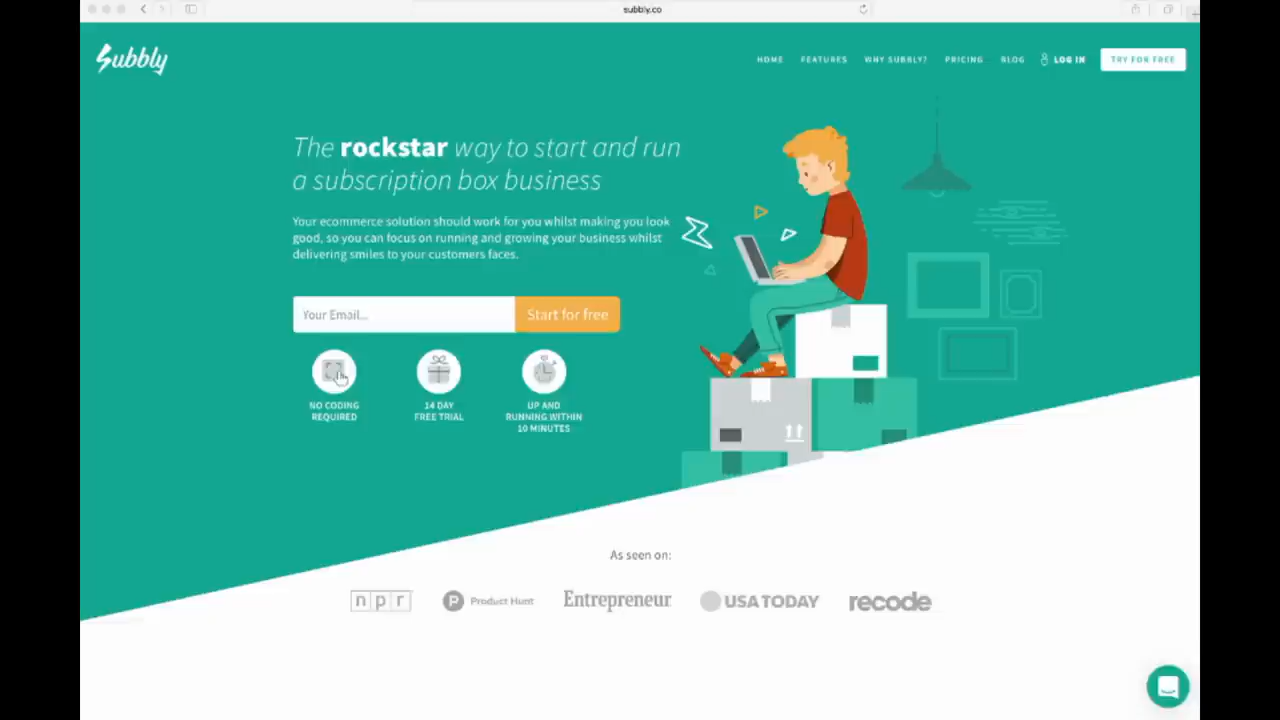 subbly.co
Subbly
HOME FEATURES WHY SUBBLY? PRICING BLOG LOG IN TRY FOR FREE
The rockstar way to start and run
a subscription box business
Your ecommerce solution should work for you whilst making you look
good, so you can focus on running and growing your business whilst
delivering smiles to your customers faces.
Your Email... Start for free
NO CODING
REQUIRED
14 DAY
FREE TRIAL
UP AND
RUNNING WITHIN
10 MINUTES
As seen on:
npr Product Hunt Entrepreneur USA TODAY recode